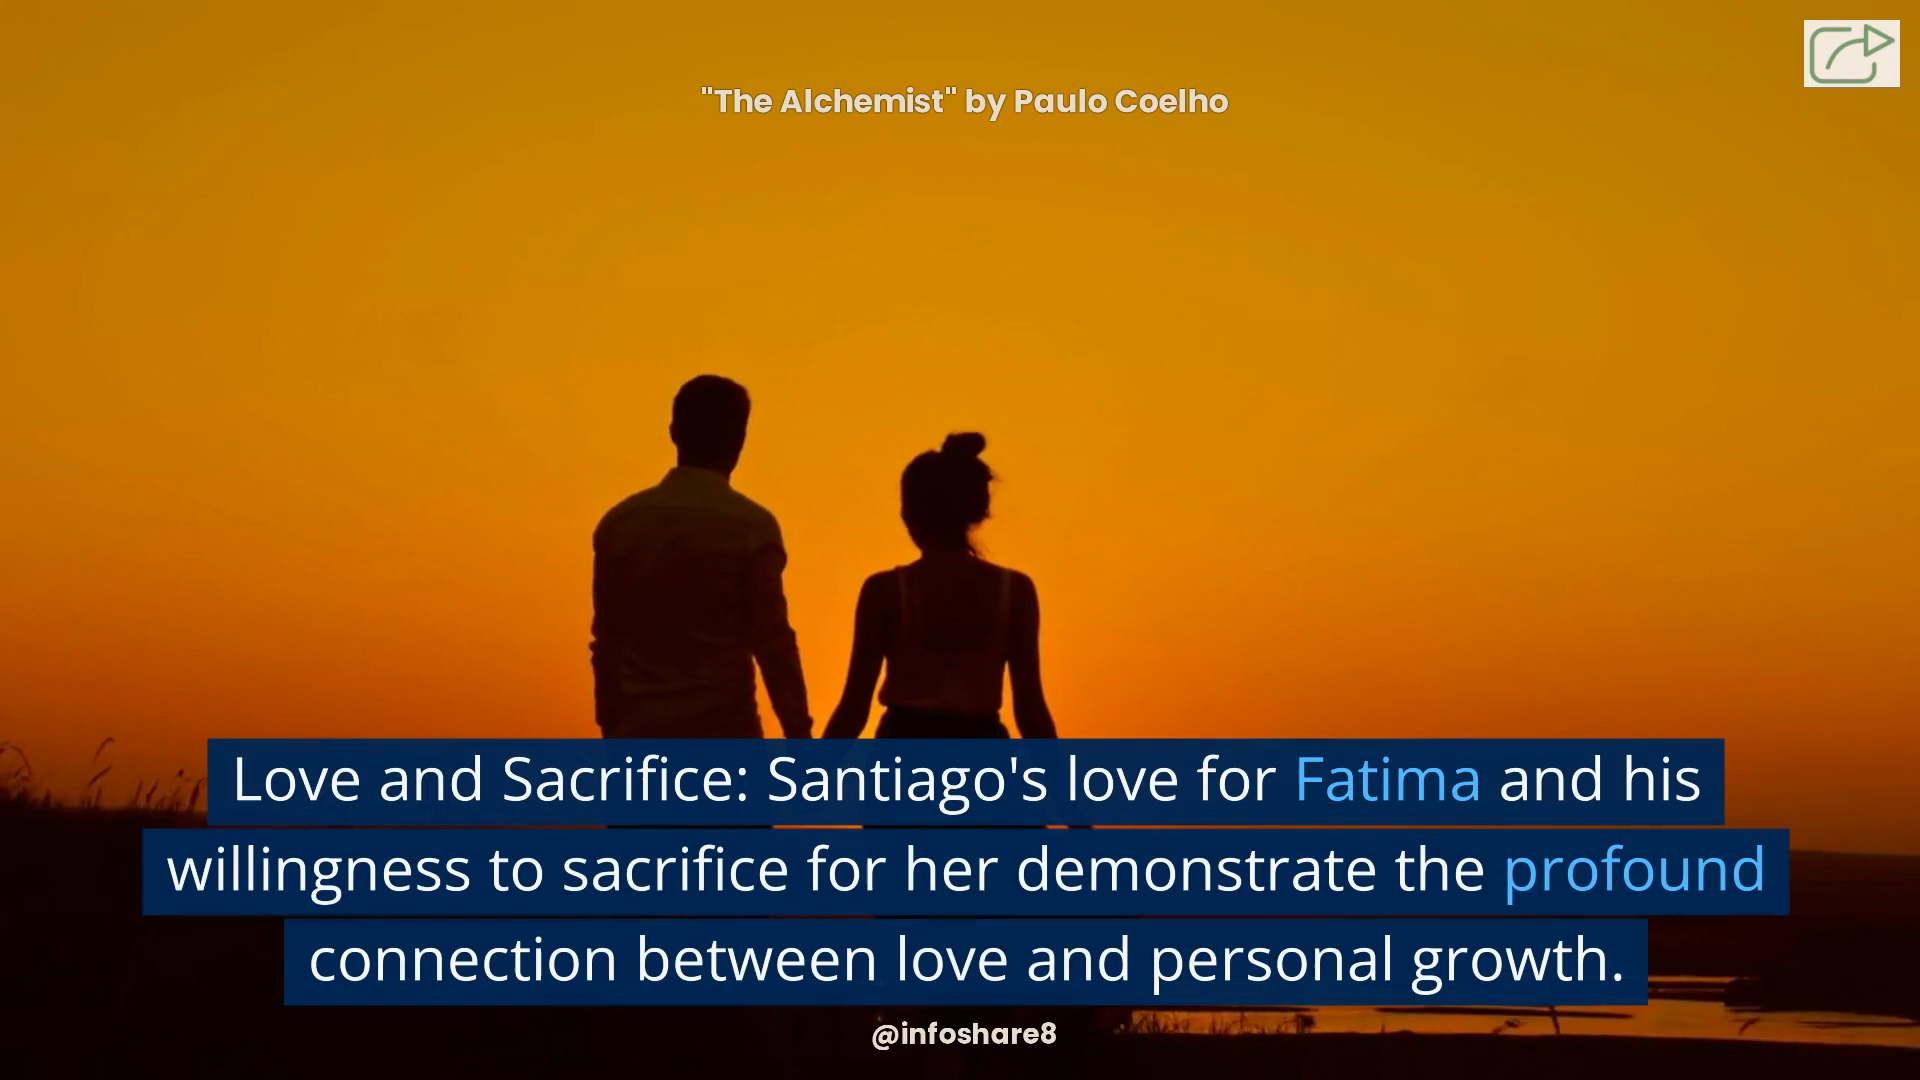 "The Alchemist" by Paulo Coelho
Love and Sacrifice: Santiago's love for Fatima and his
willingness to sacrifice for her demonstrate the profound
connection between love and personal growth.
@infoshare8